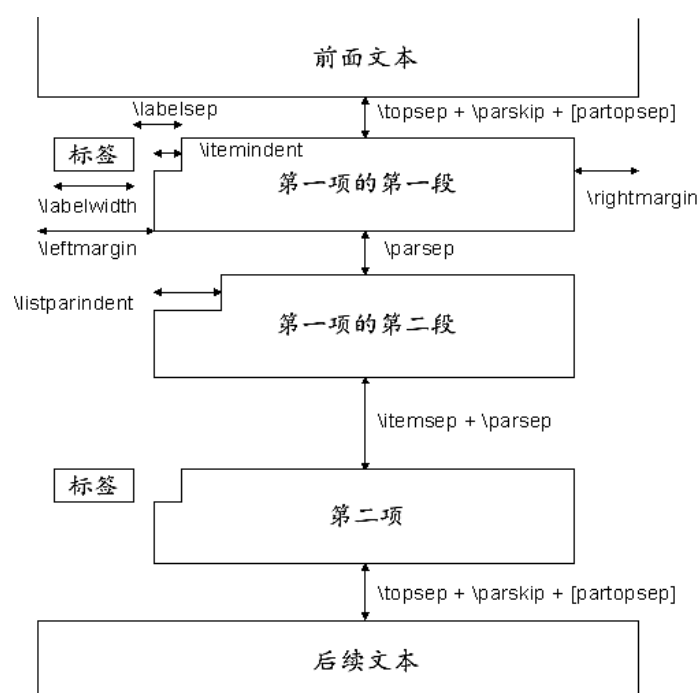 前面文本
\labelsep
\topsep + \parskip + [partopsep]
标签
\itemindent
第一项的第一段
\labelwidth
\rightmargin
\leftmargin
\parsep
\listparindent
第一项的第二段
\itemsep + \parsep
标签
第二项
\topsep + \parskip + [partopsep]
后续文本